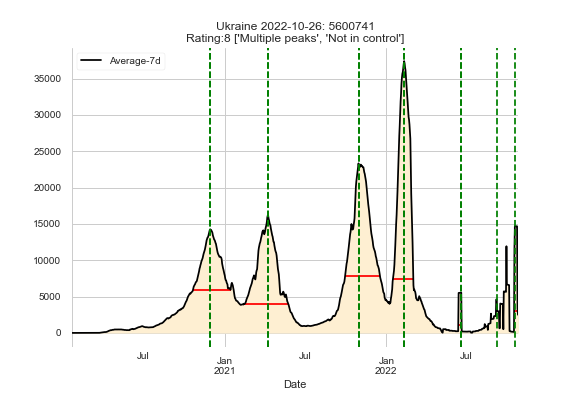 Ukraine 2022-10-26: 5600741
Rating:8 ['Multiple peaks', 'Not in control']
Average-7d
35000
30000
25000
20000
15000
10000
5000
0
Jul
Jan
2021
Jul
Jan
2022
Jul
Date